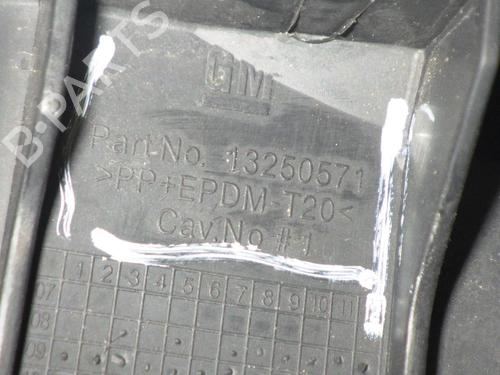 GM
B-PARTS
Part No. 13250571
>PP+EPDM-T20<
Cav.No #1
1 2 3 4 5 6 7 8 9 10 11
07
08
09